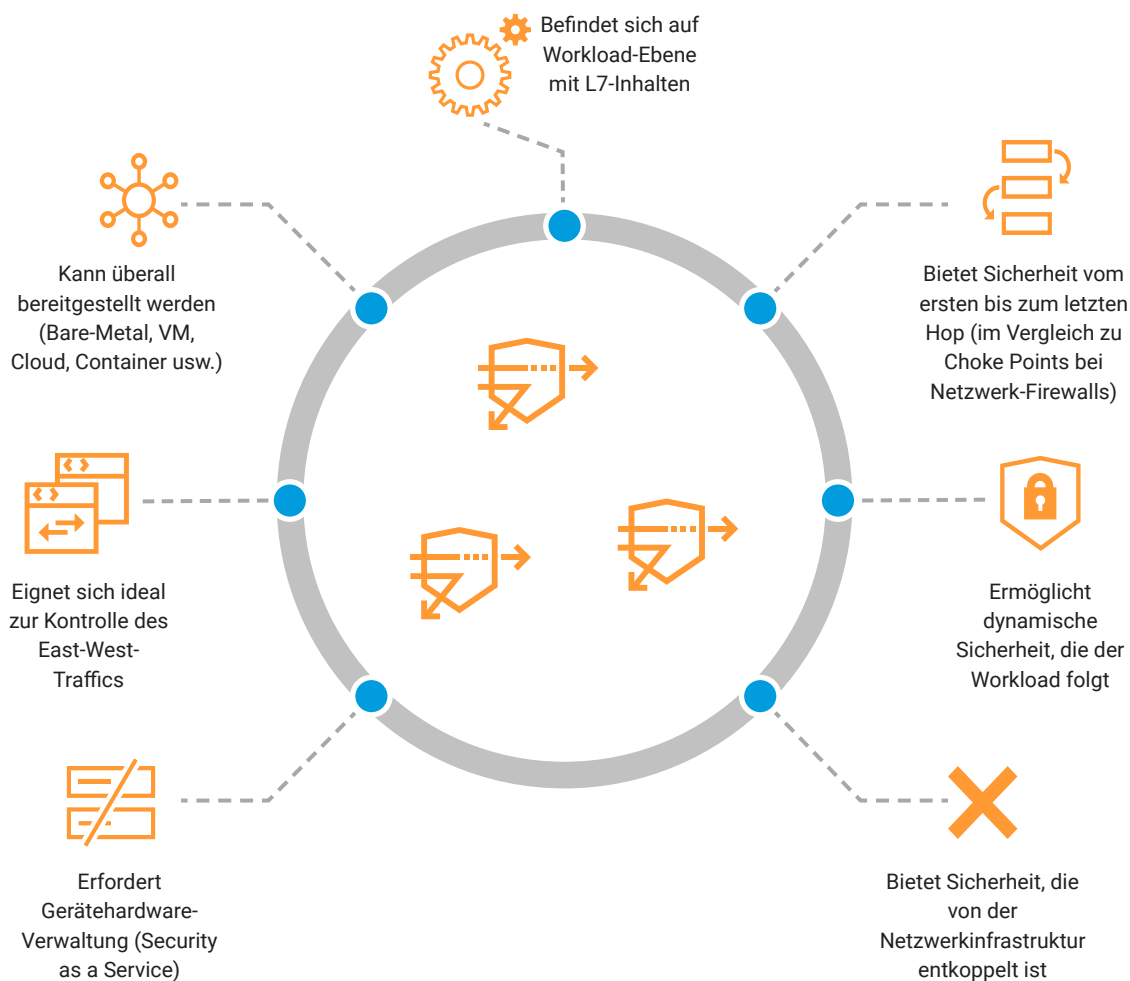 Befindet sich auf
Workload-Ebene
mit L7-Inhalten
Bietet Sicherheit vom
ersten bis zum letzten
Hop (im Vergleich zu
Choke Points bei
Netzwerk-Firewalls)
Ermöglicht
dynamische
Sicherheit, die der
Workload folgt
Bietet Sicherheit, die
von der
Netzwerkinfrastruktur
entkoppelt ist
Erfordert
Gerätehardware-
Verwaltung (Security
as a Service)
Eignet sich ideal
zur Kontrolle des
East-West-
Traffics
Kann überall
bereitgestellt werden
(Bare-Metal, VM,
Cloud, Container usw.)